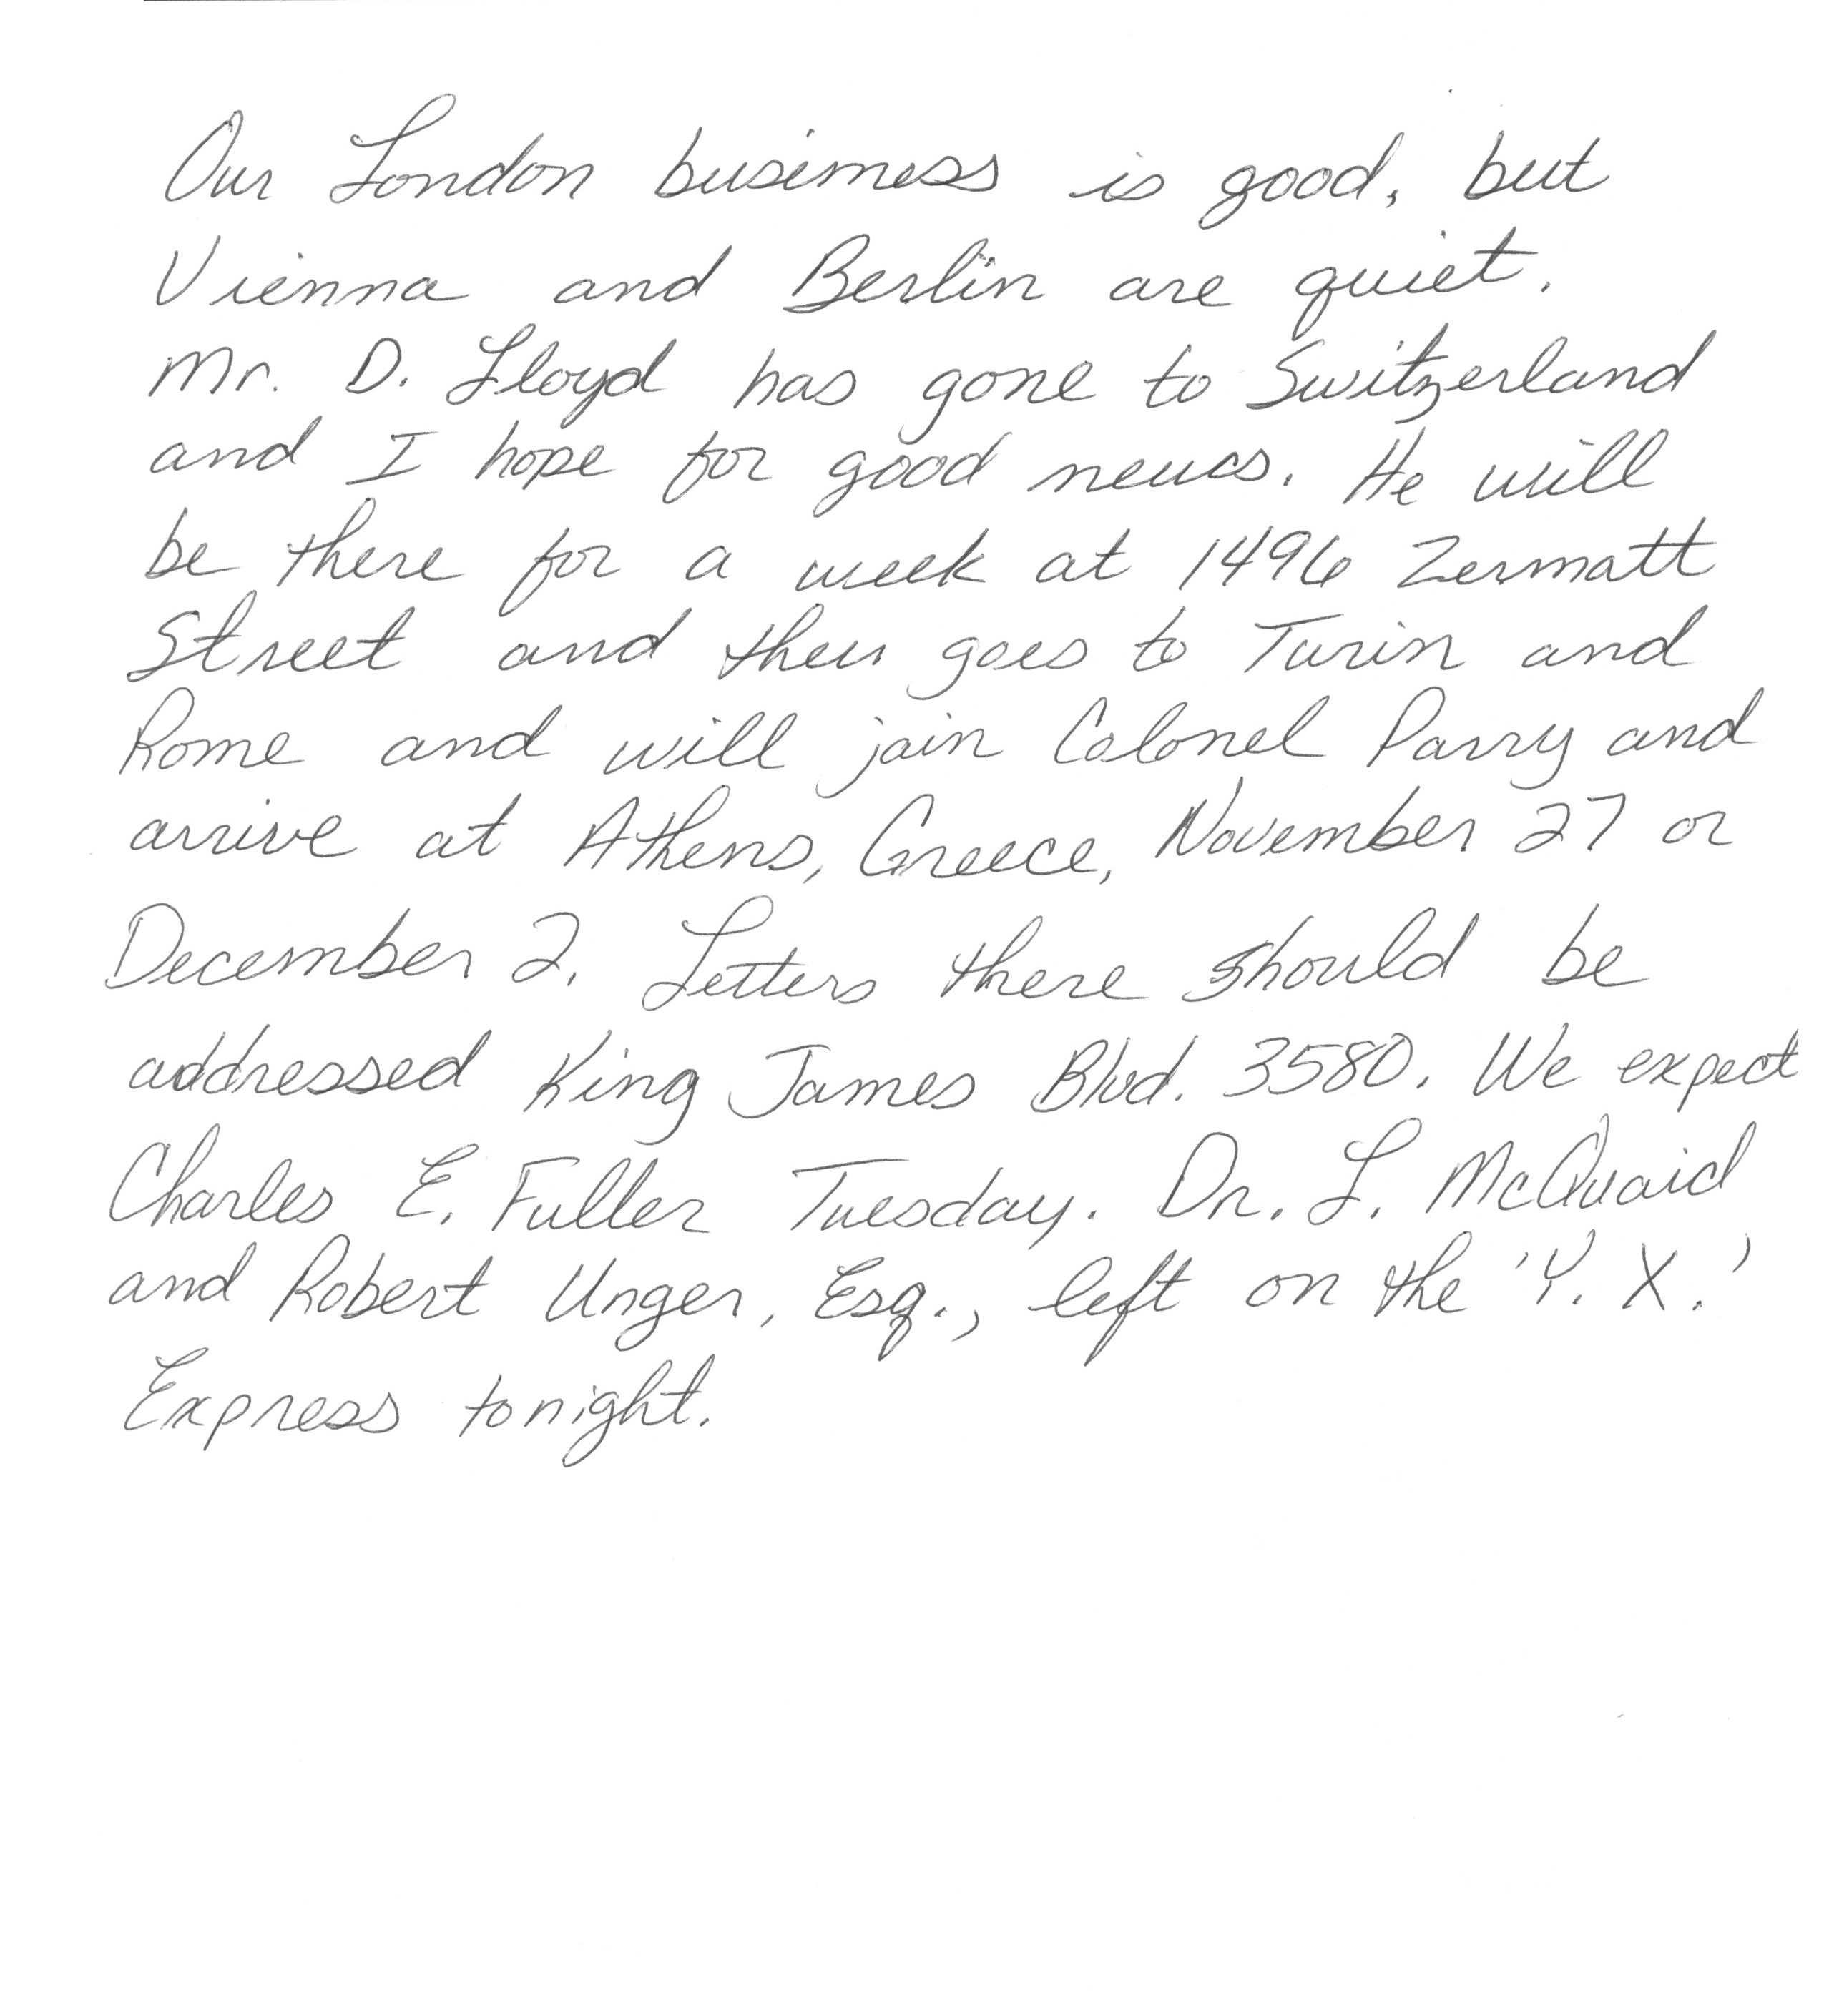 Our London business is good, but
Vienna and Berlin are quiet.
Mr. D. Lloyd has gone to Switzerland
and I hope for good news. He will
be there for a week at 1496 Zermatt
Street and then goes to Turin and
Rome and will join Colonel Parry and
arrive at Athens, Greece, November 27 or
December 2. Letters there should be
addressed King James Blvd. 3580. We expect
Charles E. Fuller Tuesday. Dr. L. McQuaid
and Robert Unger, Esq., left on the 'Y. X.'
Express tonight.